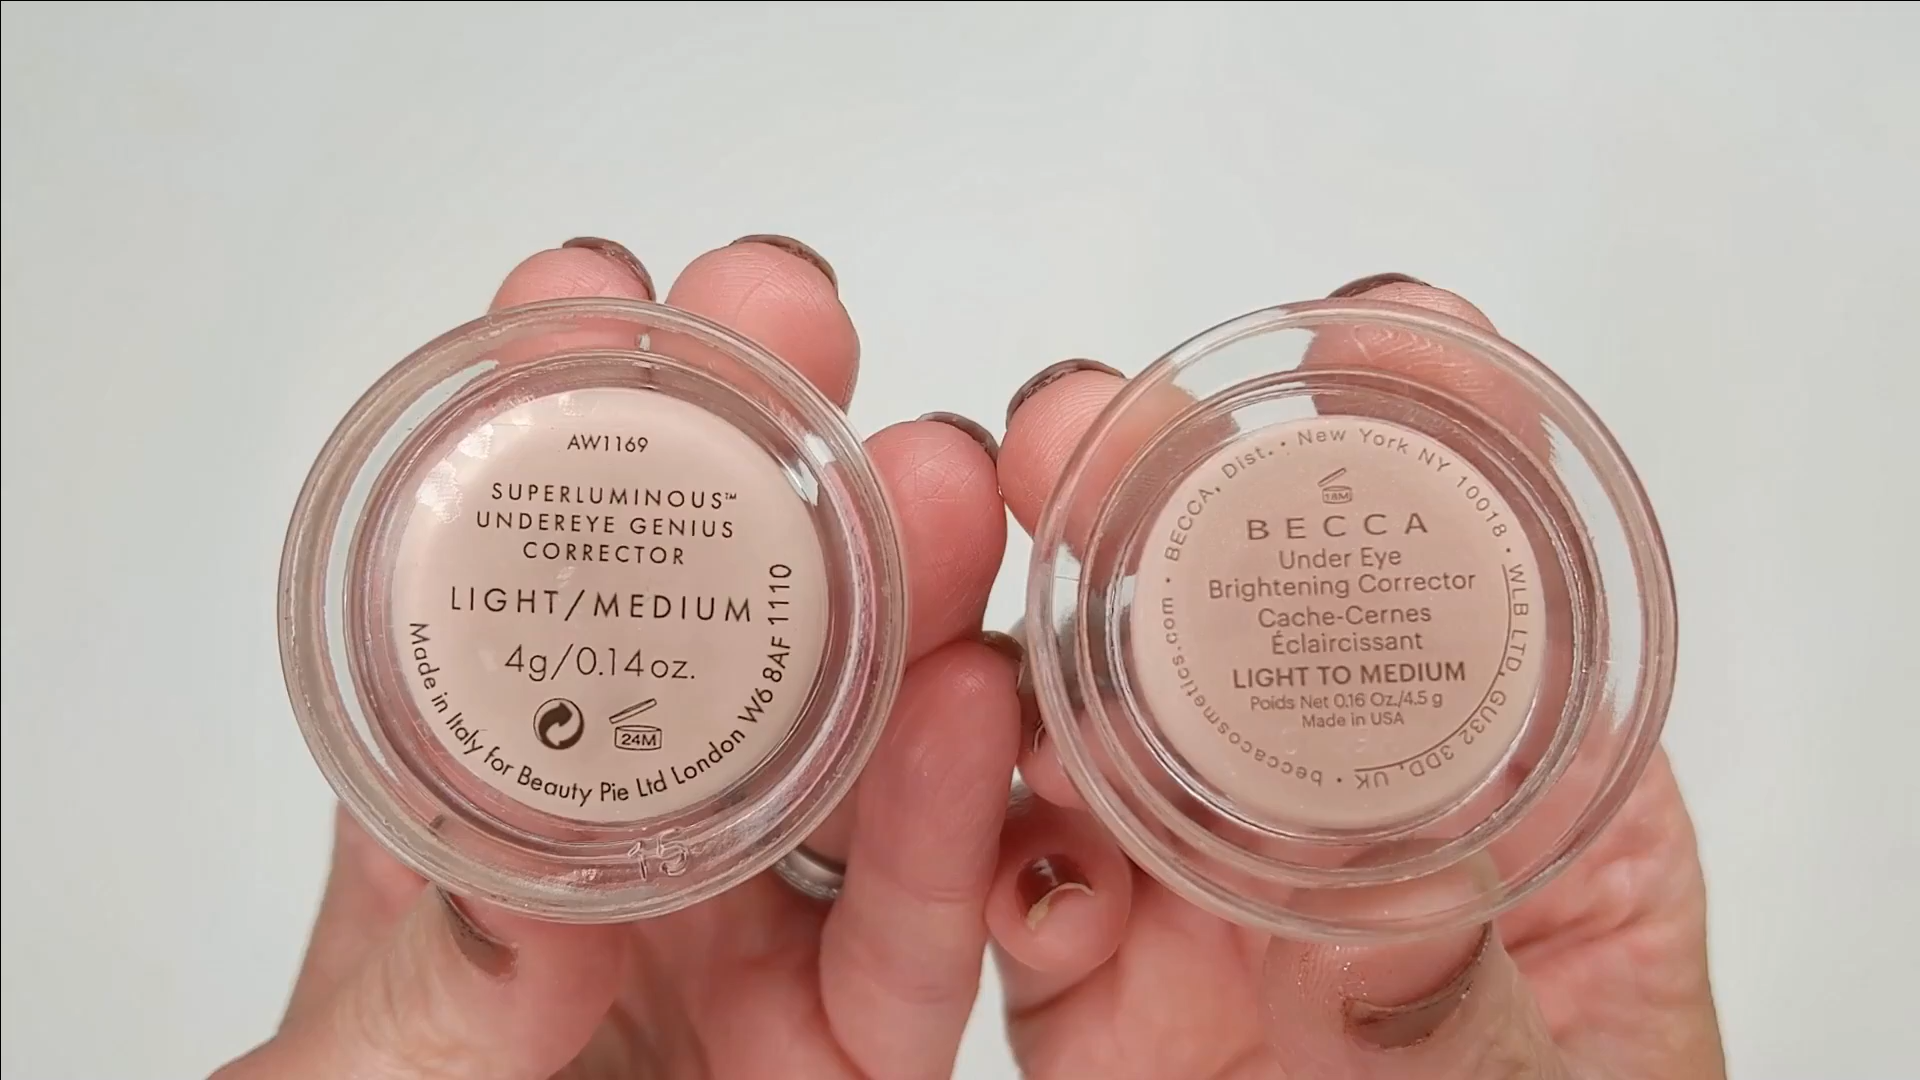 AW1169
SUPERLUMINOUS™
UNDEREYE GENIUS
CORRECTOR
LIGHT/MEDIUM
4g/0.14oz.
24M
Made in Italy for Beauty Pie Ltd London W6 8AF 1110
15
BECCA, Dist. • New York NY 10018 • WLB LTD, GU32 3DD, UK • beccacosmetics.com •
18M
BECCA
Under Eye
Brightening Corrector
Cache-Cernes
Éclaircissant
LIGHT TO MEDIUM
Poids Net 0.16 Oz./4.5 g
Made in USA